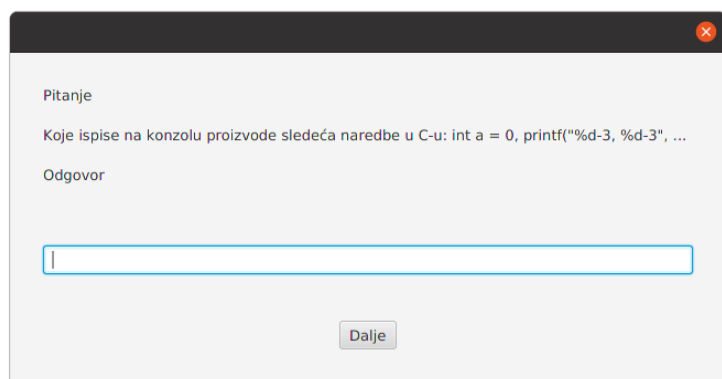 Pitanje
Koje ispise na konzolu proizvode sledeća naredbe u C-u: int a = 0, printf("%d-3, %d-3", ...
Odgovor
Dalje